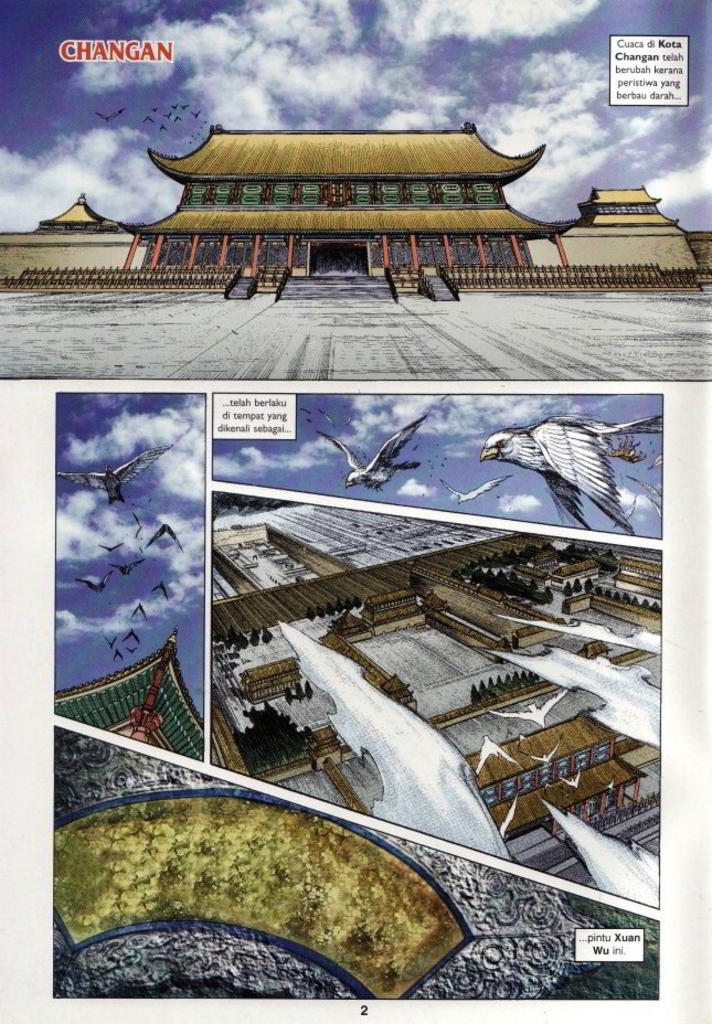 CHANGAN
Cuaca di Kota
Changan telah
berubah kerana
peristiwa yang
berbau darah...
...telah berlaku
di tempat yang
dikenali sebagai...
...pintu Xuan
Wu ini.
2